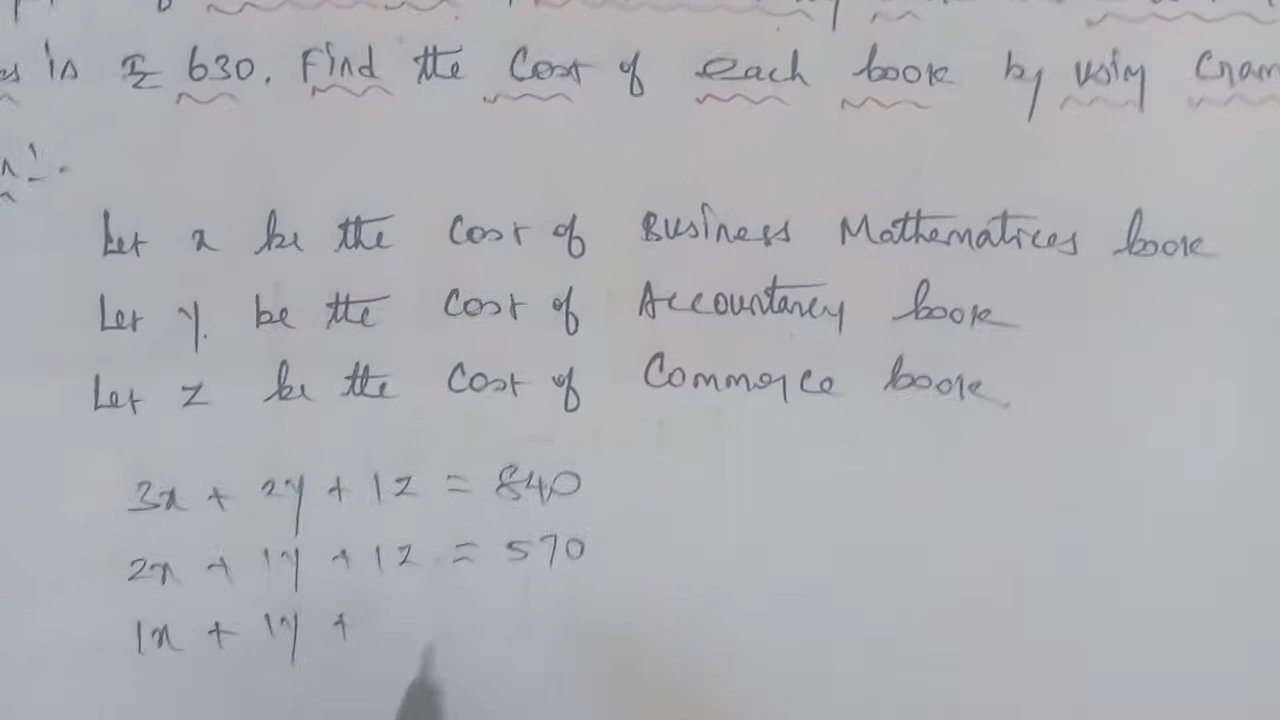 is ₹ 630. Find the Cost of each book by using
Let x be the Cost of Business Mathematices book
Let y. be the Cost of Accountancy book
Let z be the Cost of Commerce book.
3x + 2y + 1z = 840
2x + 1y + 1z = 570
1x + 1y +